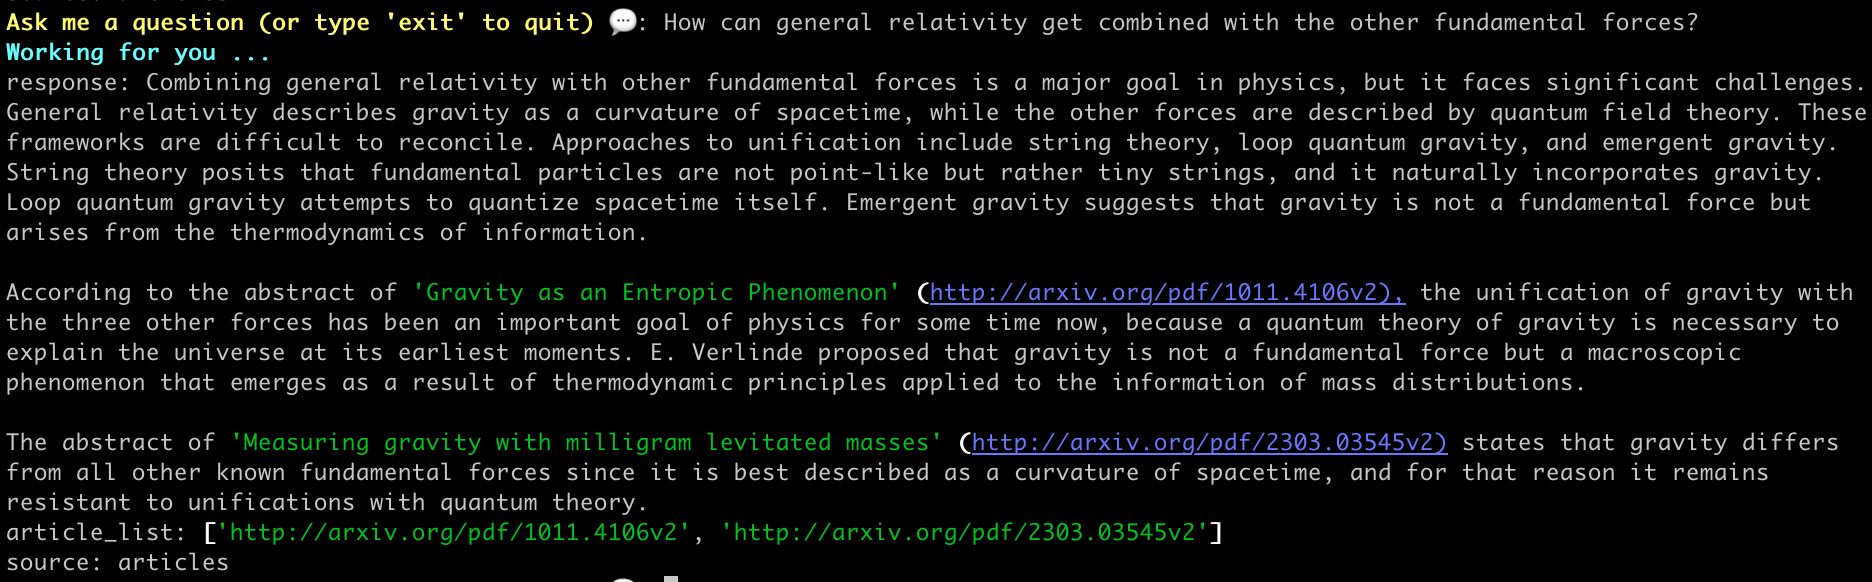 Ask me a question (or type 'exit' to quit) 💬: How can general relativity get combined with the other fundamental forces?
Working for you ...
response: Combining general relativity with other fundamental forces is a major goal in physics, but it faces significant challenges.
General relativity describes gravity as a curvature of spacetime, while the other forces are described by quantum field theory. These
frameworks are difficult to reconcile. Approaches to unification include string theory, loop quantum gravity, and emergent gravity.
String theory posits that fundamental particles are not point-like but rather tiny strings, and it naturally incorporates gravity.
Loop quantum gravity attempts to quantize spacetime itself. Emergent gravity suggests that gravity is not a fundamental force but
arises from the thermodynamics of information.
According to the abstract of 'Gravity as an Entropic Phenomenon' (http://arxiv.org/pdf/1011.4106v2), the unification of gravity with
the three other forces has been an important goal of physics for some time now, because a quantum theory of gravity is necessary to
explain the universe at its earliest moments. E. Verlinde proposed that gravity is not a fundamental force but a macroscopic
phenomenon that emerges as a result of thermodynamic principles applied to the information of mass distributions.
The abstract of 'Measuring gravity with milligram levitated masses' (http://arxiv.org/pdf/2303.03545v2) states that gravity differs
from all other known fundamental forces since it is best described as a curvature of spacetime, and for that reason it remains
resistant to unifications with quantum theory.
article_list: ['http://arxiv.org/pdf/1011.4106v2', 'http://arxiv.org/pdf/2303.03545v2']
source: articles